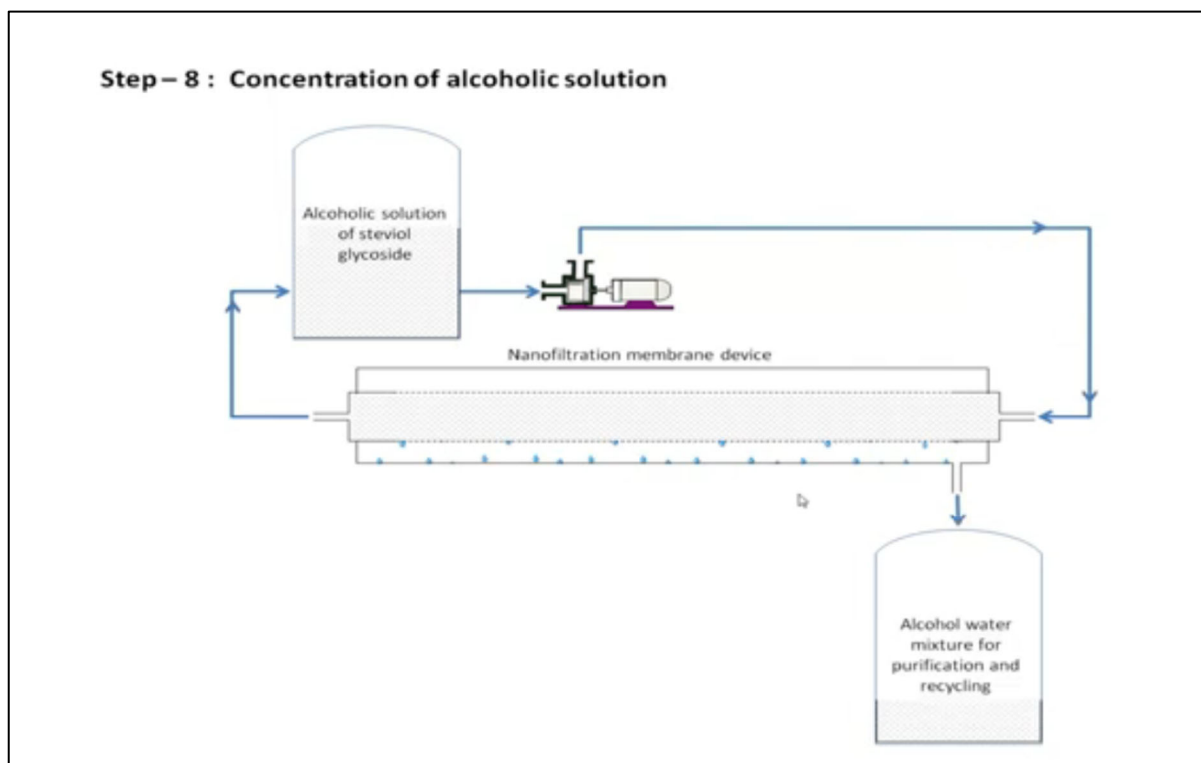 Step – 8 : Concentration of alcoholic solution
Alcoholic solution
of steviol
glycoside
Nanofiltration membrane device
Alcohol water
mixture for
purification and
recycling